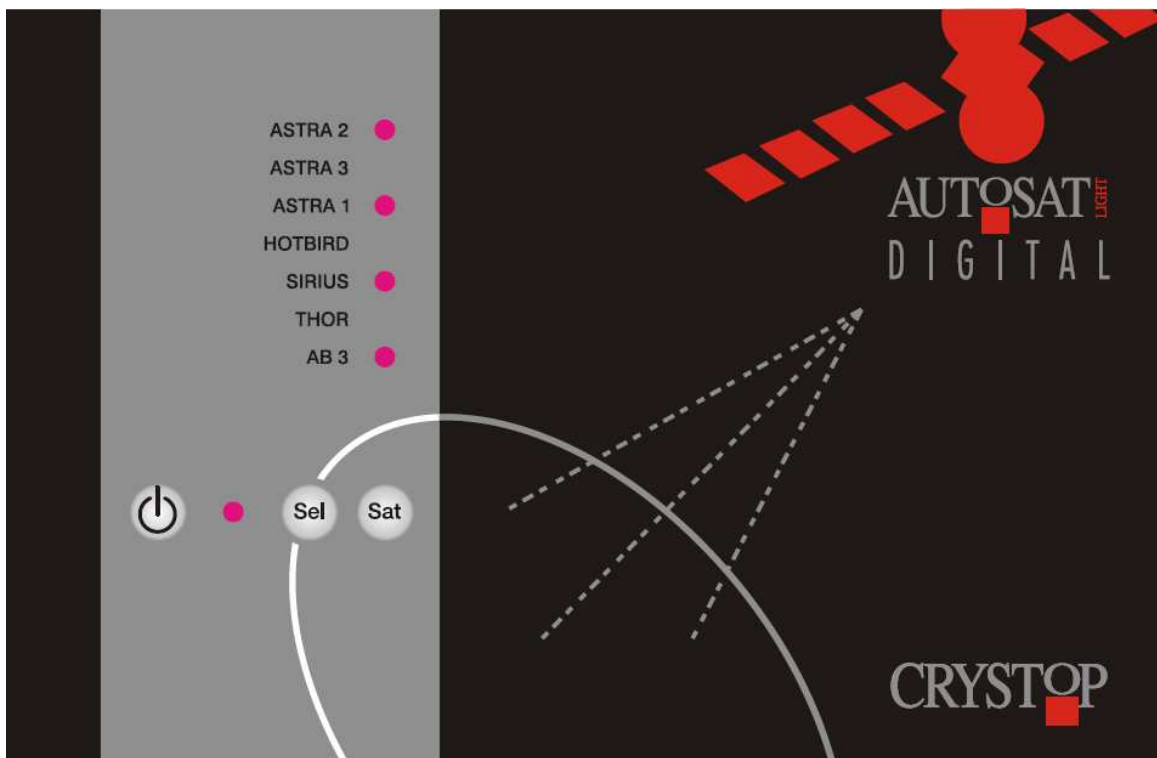 ASTRA 2
ASTRA 3
ASTRA 1
HOTBIRD
SIRIUS
THOR
AB 3
Sel
Sat
AUTOSAT LIGHT
DIGITAL
CRYSTOP